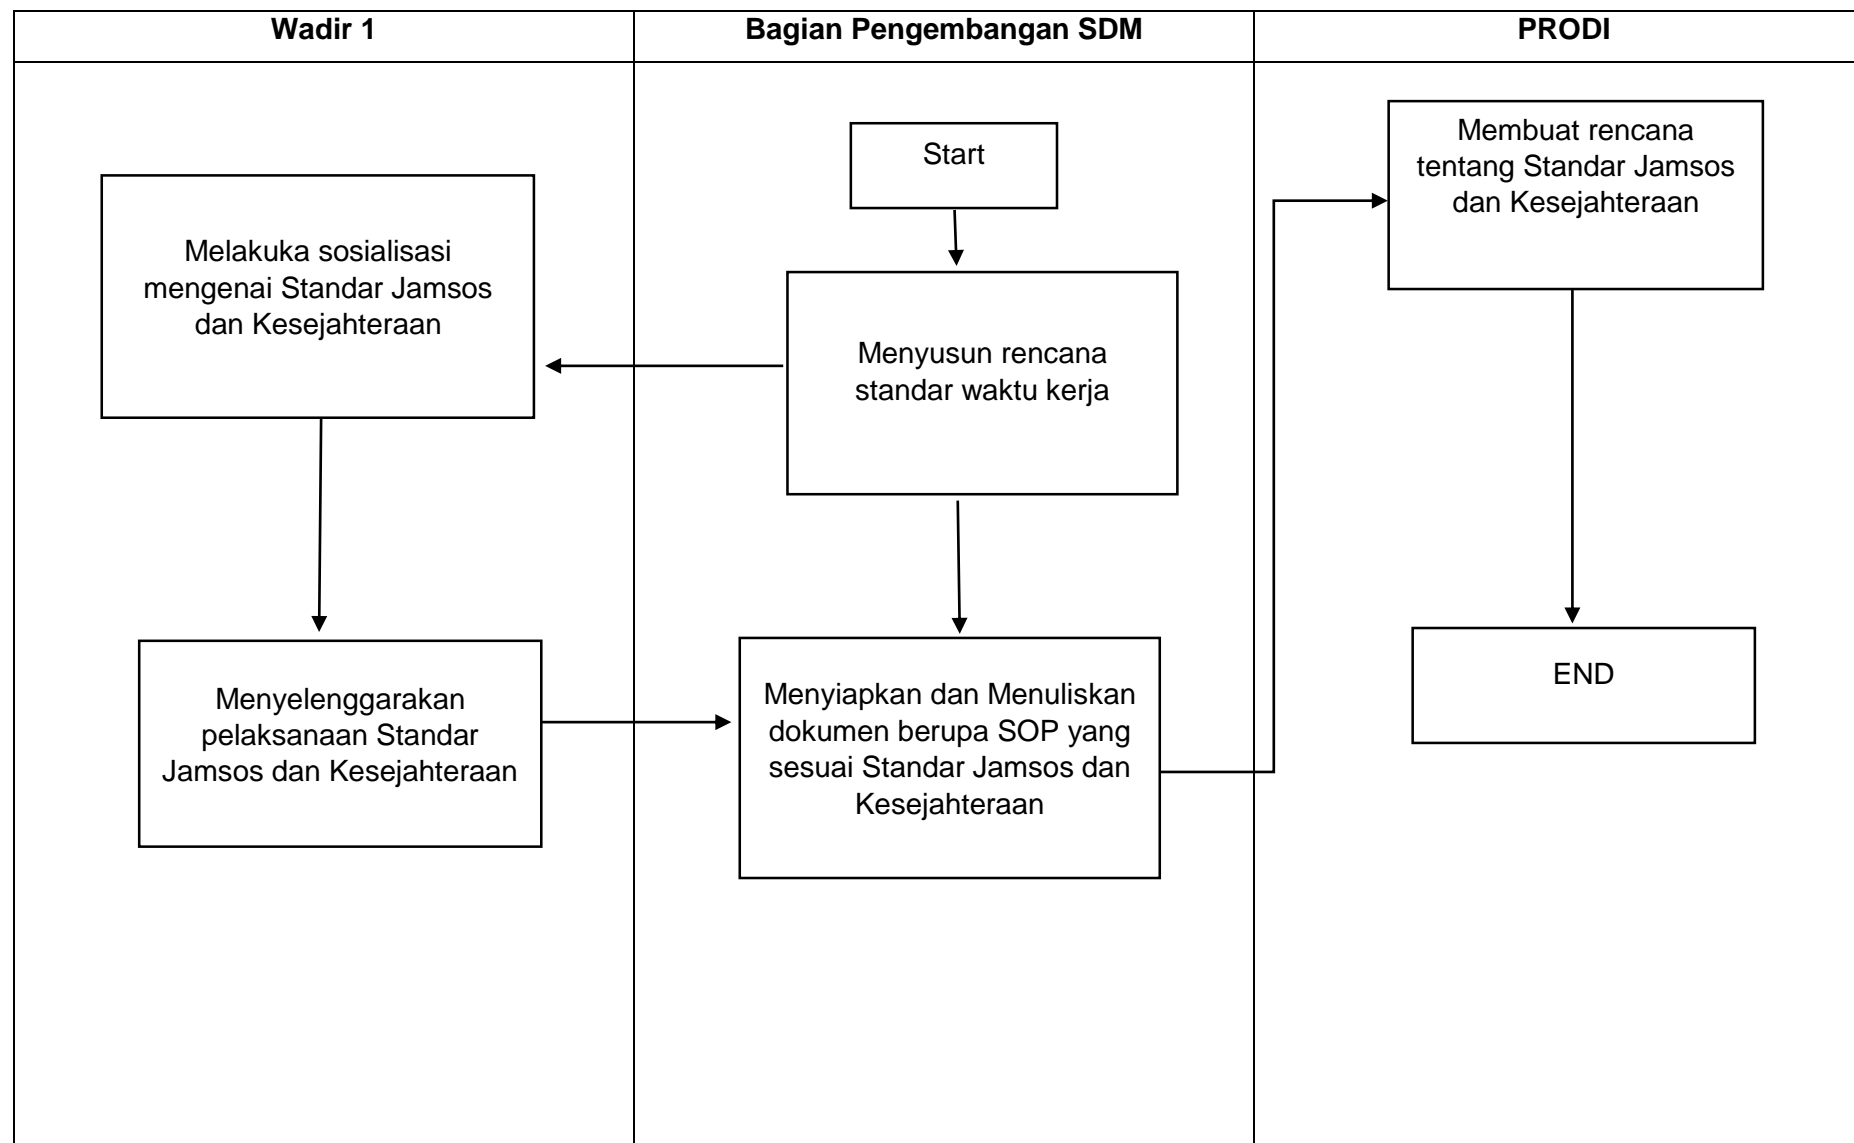 Wadir 1
Bagian Pengembangan SDM
PRODI
Melakuka sosialisasi
mengenai Standar Jamsos
dan Kesejahteraan
Menyelenggarakan
pelaksanaan Standar
Jamsos dan Kesejahteraan
Start
Menyusun rencana
standar waktu kerja
Menyiapkan dan Menuliskan
dokumen berupa SOP yang
sesuai Standar Jamsos dan
Kesejahteraan
Membuat rencana
tentang Standar Jamsos
dan Kesejahteraan
END